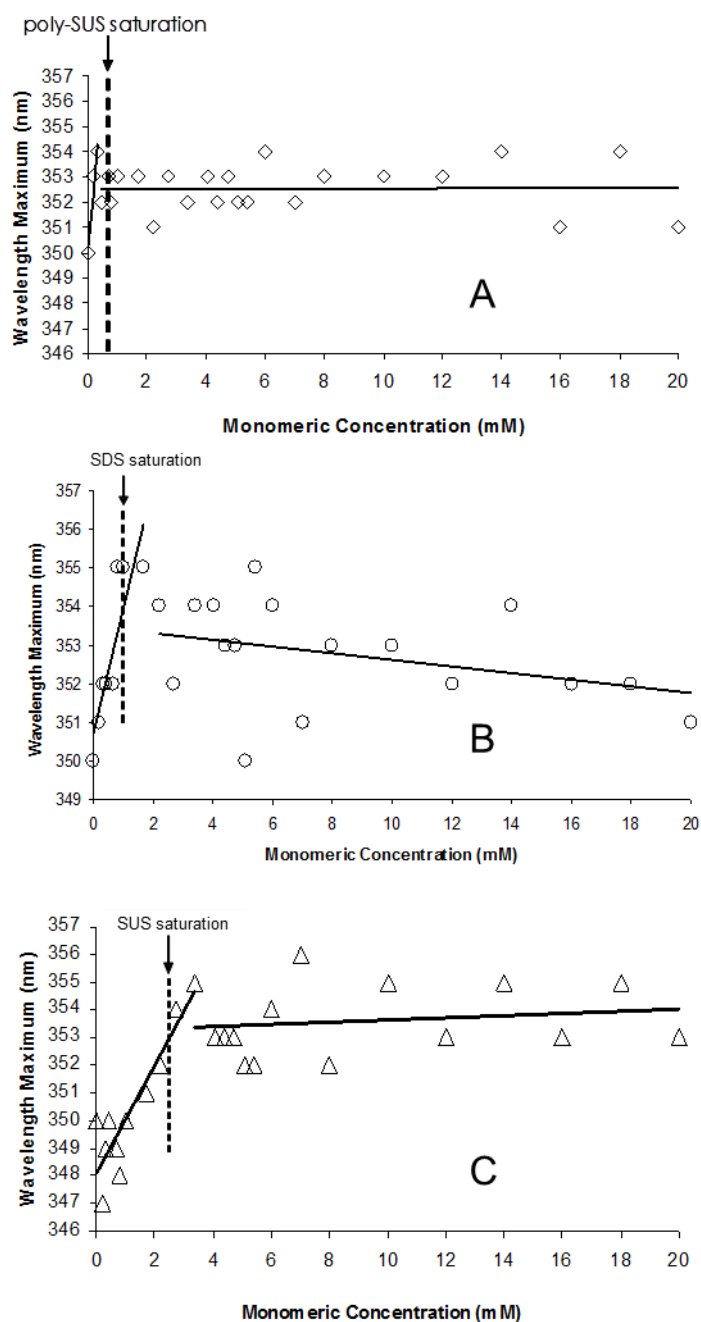 poly-SUS saturation
357
356
355
354
353
352
351
350
349
348
347
346
Wavelength Maximum (nm)
A
0 2 4 6 8 10 12 14 16 18 20
Monomeric Concentration (mM)
SDS saturation
357
356
355
354
353
352
351
350
349
Wavelength Maximum (nm)
B
0 2 4 6 8 10 12 14 16 18 20
Monomeric Concentration (mM)
SUS saturation
357
356
355
354
353
352
351
350
349
348
347
346
Wavelength Maximum (nm)
C
0 2 4 6 8 10 12 14 16 18 20
Monomeric Concentration (mM)